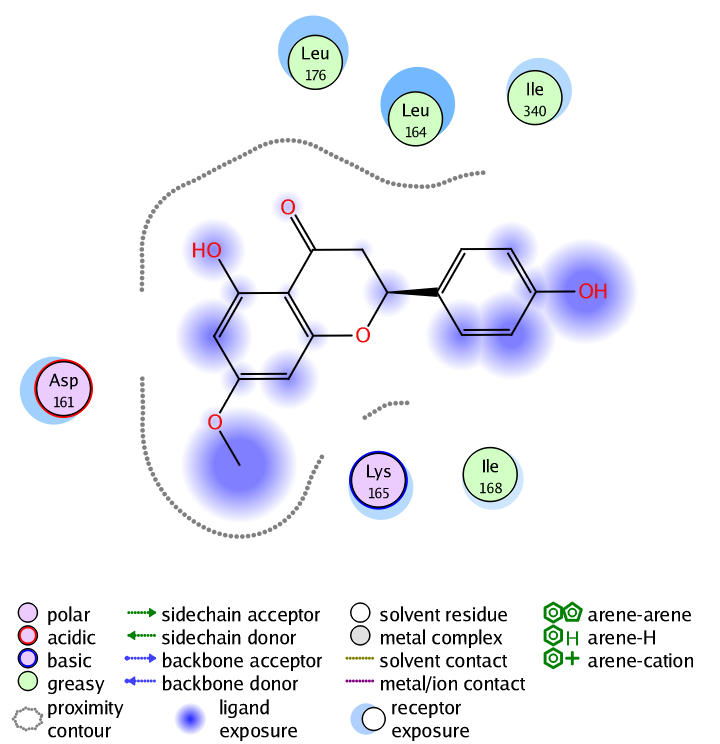 Leu
176
Leu
164
Ile
340
O
HO
OH
O
Asp
161
O
Lys
165
Ile
168
polar sidechain acceptor solvent residue arene-arene
acidic sidechain donor metal complex H arene-H
basic backbone acceptor solvent contact + arene-cation
greasy backbone donor metal/ion contact
proximity ligand receptor
contour exposure exposure